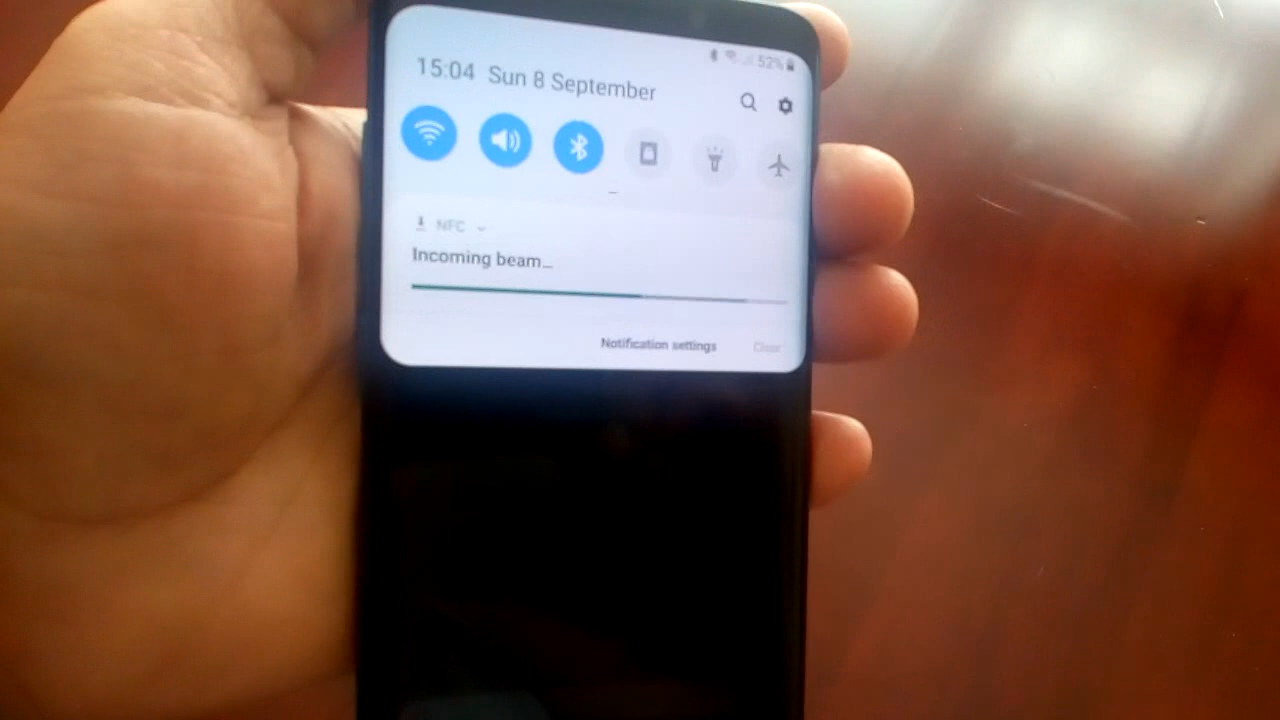 52%
15:04 Sun 8 September
NFC
Incoming beam...
Notification settings Clear